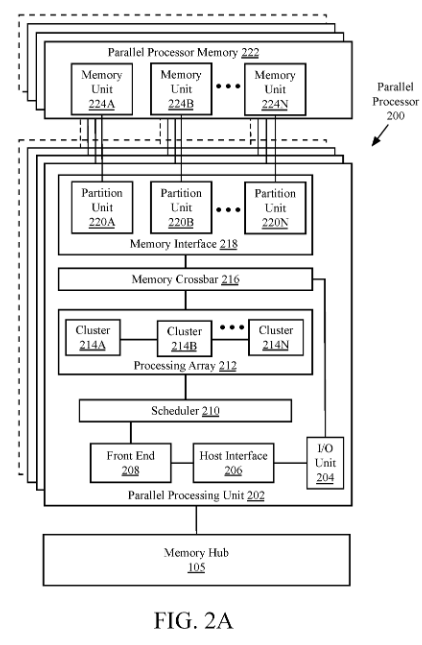 Parallel Processor Memory 222
Memory Unit 224A
Memory Unit 224B
Memory Unit 224N
Parallel Processor 200
Partition Unit 220A
Partition Unit 220B
Partition Unit 220N
Memory Interface 218
Memory Crossbar 216
Cluster 214A
Cluster 214B
Cluster 214N
Processing Array 212
Scheduler 210
Front End 208
Host Interface 206
I/O Unit 204
Parallel Processing Unit 202
Memory Hub 105
FIG. 2A